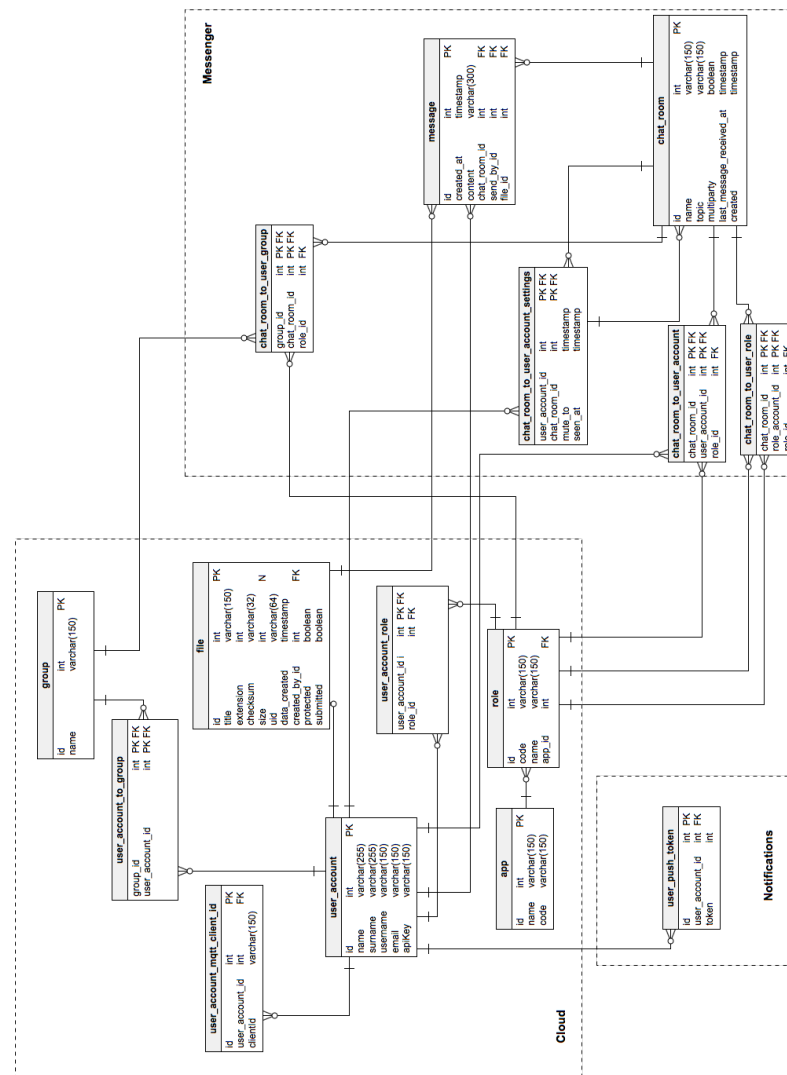 Messenger
message
id int PK
created_at timestamp
content varchar(300)
chat_room_id int FK
send_by_id int FK
file_id int FK
chat_room
id int PK
name varchar(150)
topic varchar(150)
multiparty boolean
last_message_received_at timestamp
created timestamp
chat_room_to_user_group
group_id int PK FK
chat_room_id int PK FK
role_id int FK
chat_room_to_user_account_settings
user_account_id int PK FK
chat_room_id int PK FK
mute_to timestamp
seen_at timestamp
chat_room_to_user_account
chat_room_id int PK FK
user_account_id int PK FK
role_id int FK
chat_room_to_user_role
chat_room_id int PK FK
role_account_id int PK FK
role_id int FK
group
id int PK
name varchar(150)
file
id int PK
title varchar(150)
extension int
checksum varchar(32)
size int N
uid varchar(64)
data_created timestamp
created_by_id int FK
protected boolean
submitted boolean
user_account_role
user_account_id i int PK FK
role_id int FK
role
id int PK
code varchar(150)
name varchar(150)
app_id int FK
user_account_to_group
group_id int PK FK
user_account_id int PK FK
user_account_mqtt_client_id
id int PK
user_account_id int FK
clientId varchar(150)
user_account
id int PK
name varchar(255)
surname varchar(255)
username varchar(150)
email varchar(150)
apiKey varchar(150)
app
id int PK
name varchar(150)
code varchar(150)
Cloud
user_push_token
id int PK
user_account_id int FK
token int
Notifications